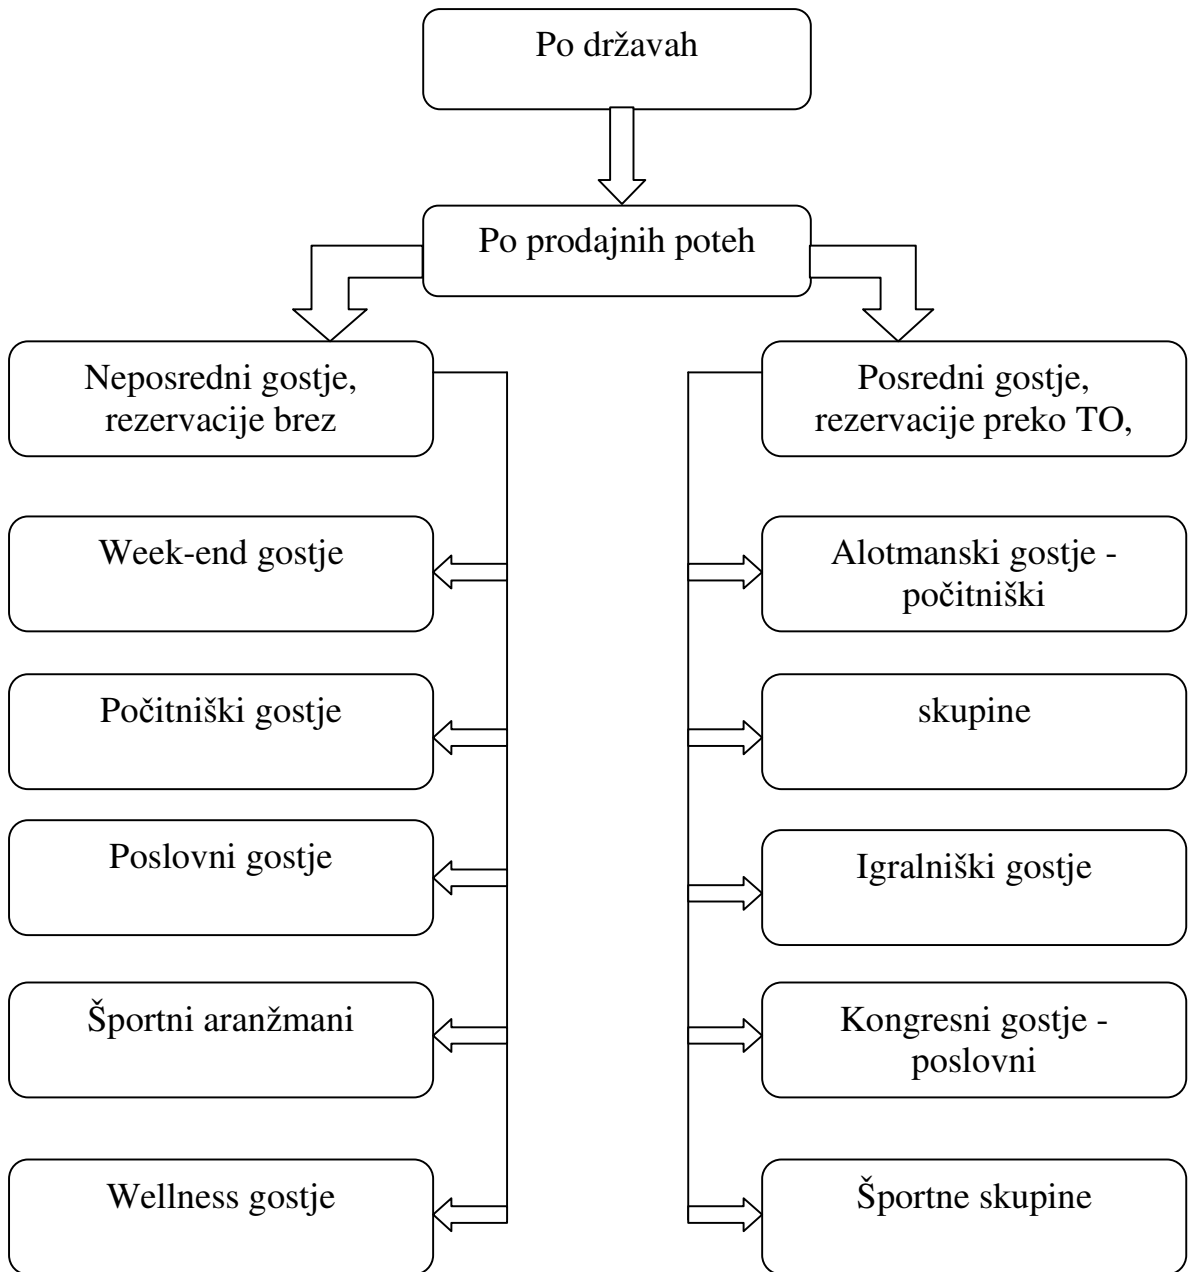 Po državah
Po prodajnih poteh
Neposredni gostje,
rezervacije brez
Posredni gostje,
rezervacije preko TO,
Week-end gostje
Alotmanski gostje -
počitniški
Počitniški gostje
skupine
Poslovni gostje
Igralniški gostje
Športni aranžmani
Kongresni gostje -
poslovni
Wellness gostje
Športne skupine